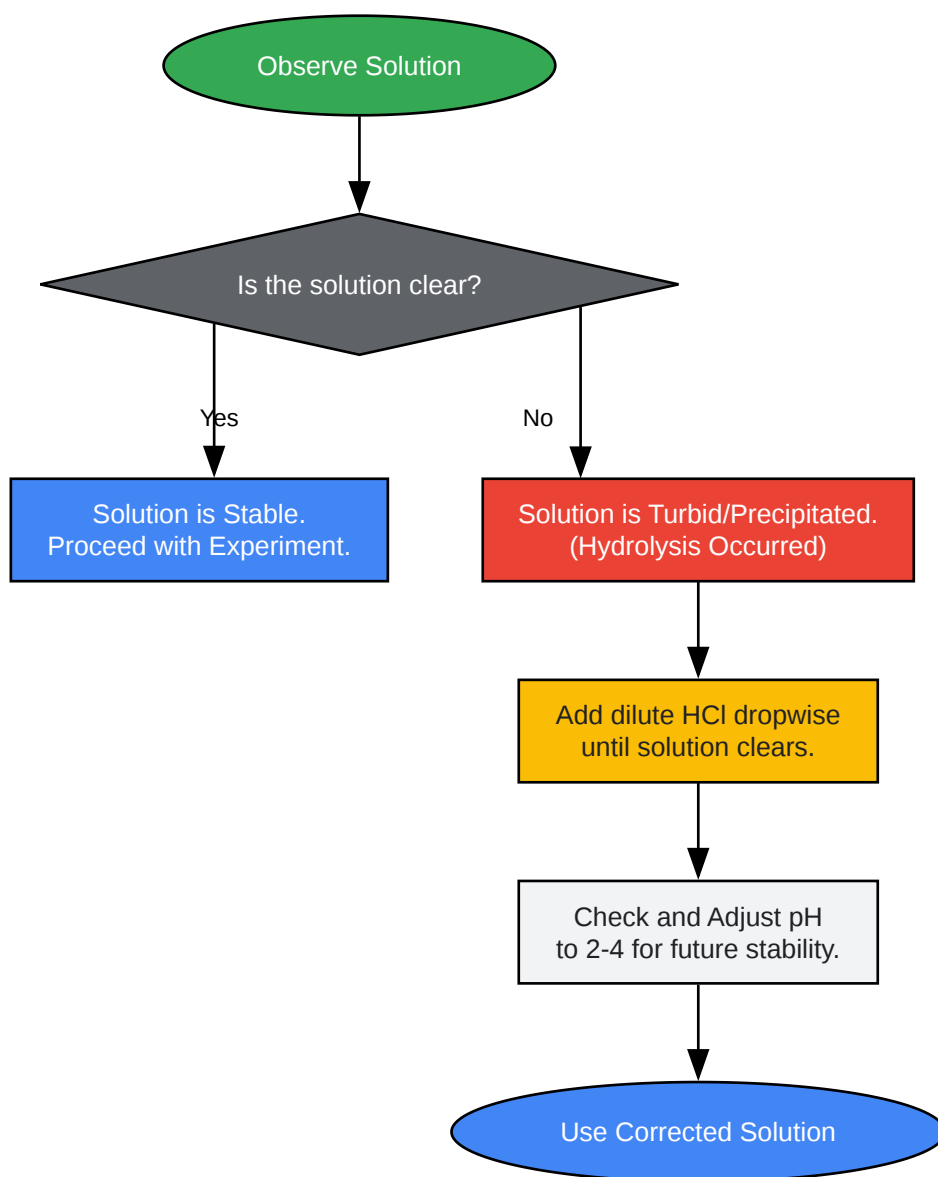 Observe Solution
Is the solution clear?
Yes
No
Solution is Stable.
Proceed with Experiment.
Solution is Turbid/Precipitated.
(Hydrolysis Occurred)
Add dilute HCl dropwise
until solution clears.
Check and Adjust pH
to 2-4 for future stability.
Use Corrected Solution